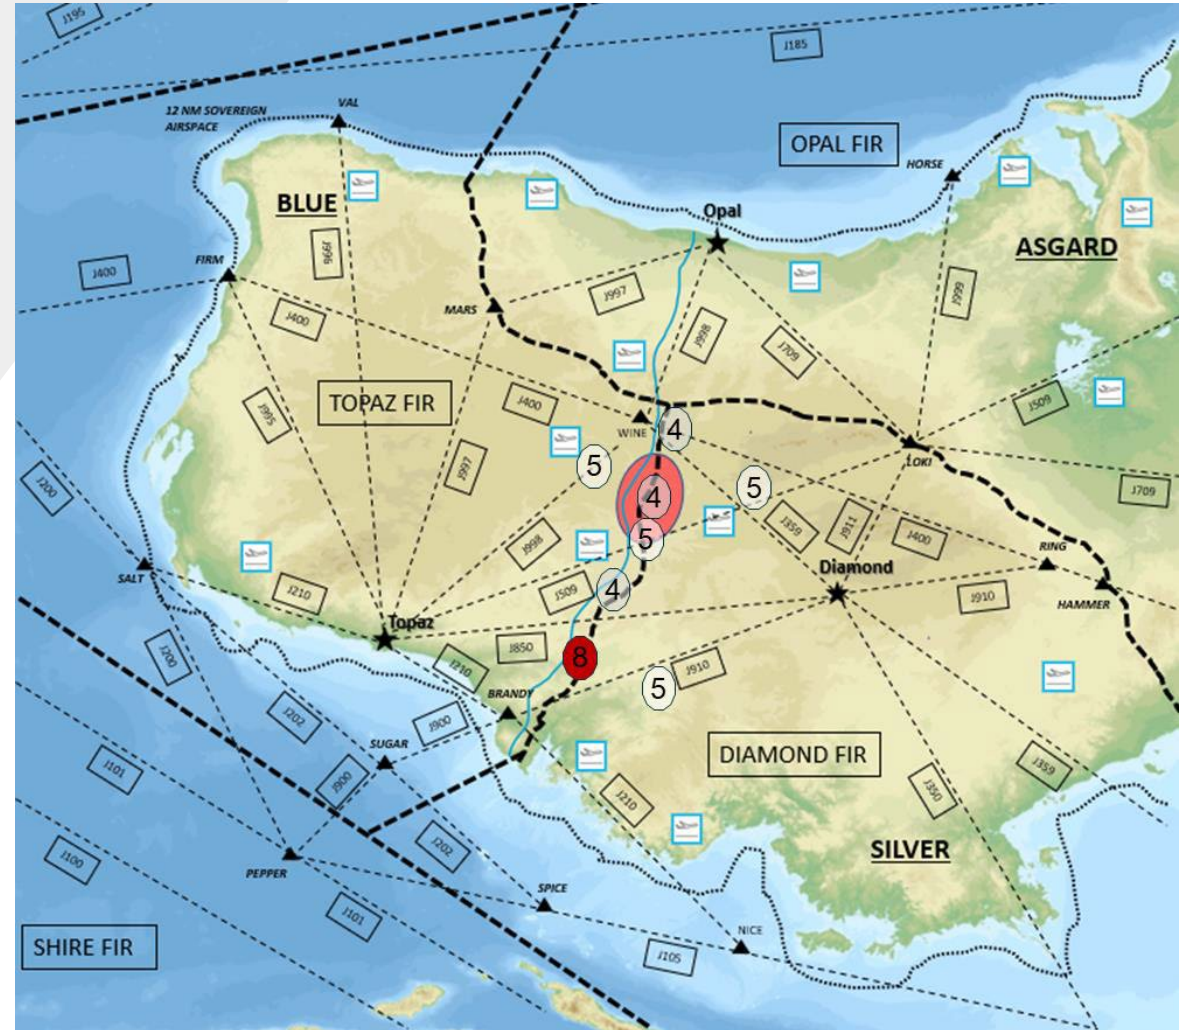 J195
J185
12 NM SOVEREIGN
AIRSPACE
VAL
OPAL FIR
HORSE
BLUE
Opal
ASGARD
J996
FIRM
J400
J997
J999
MARS
J400
J998
J709
TOPAZ FIR
J400
J509
J995
WINE
4
LOKI
J997
5
J200
4
5
J709
J359
J911
J400
J998
5
RING
SALT
Diamond
J210
J509
4
J910
HAMMER
Topaz
J850
8
J200
J210
J910
5
BRANDY
J202
J900
SUGAR
DIAMOND FIR
J101
J900
J210
J350
J359
J202
SILVER
J100
PEPPER
SPICE
J101
NICE
SHIRE FIR
J105